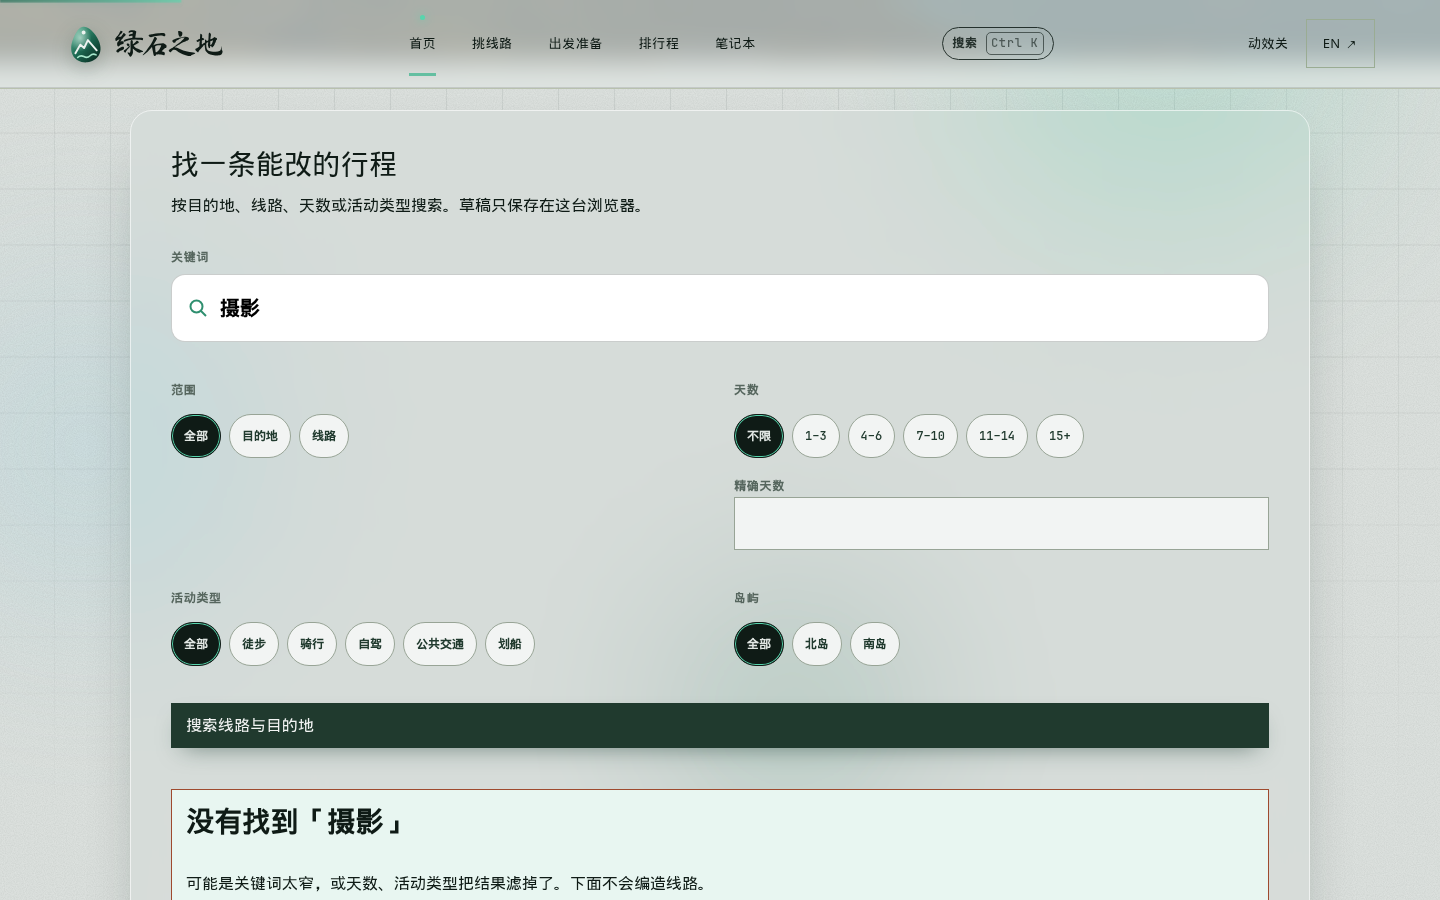 绿石之地
首页
挑线路
出发准备
排行程
笔记本
搜索 Ctrl K
动效关
EN ↗
找一条能改的行程
按目的地、线路、天数或活动类型搜索。草稿只保存在这台浏览器。
关键词
摄影
范围
全部 目的地 线路
天数
不限 1–3 4–6 7–10 11–14 15+
精确天数
活动类型
全部 徒步 骑行 自驾 公共交通 划船
岛屿
全部 北岛 南岛
搜索线路与目的地
没有找到「摄影」
可能是关键词太窄，或天数、活动类型把结果滤掉了。下面不会编造线路。